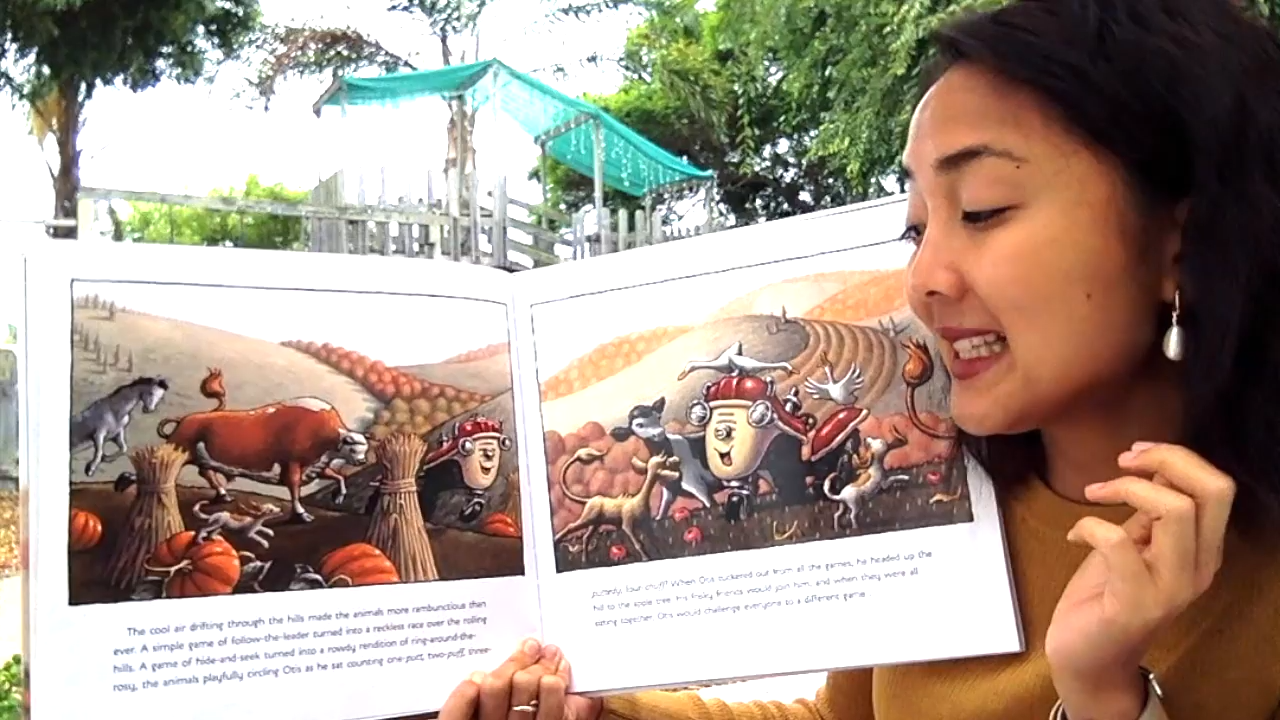 The cool air drifting through the hills made the animals more rambunctious than
ever. A simple game of follow-the-leader turned into a reckless race over the rolling
hills. A game of hide-and-seek turned into a rowdy rendition of ring-around-the-
rosy, the animals playfully circling Otis as he sat counting one-putt, two-puff, three-
puttedy, four chuff! When Otis tuckered out from all the games, he headed up the
hill to the apple tree. His frisky friends would join him, and when they were all
sitting together, Otis would challenge everyone to a different game.